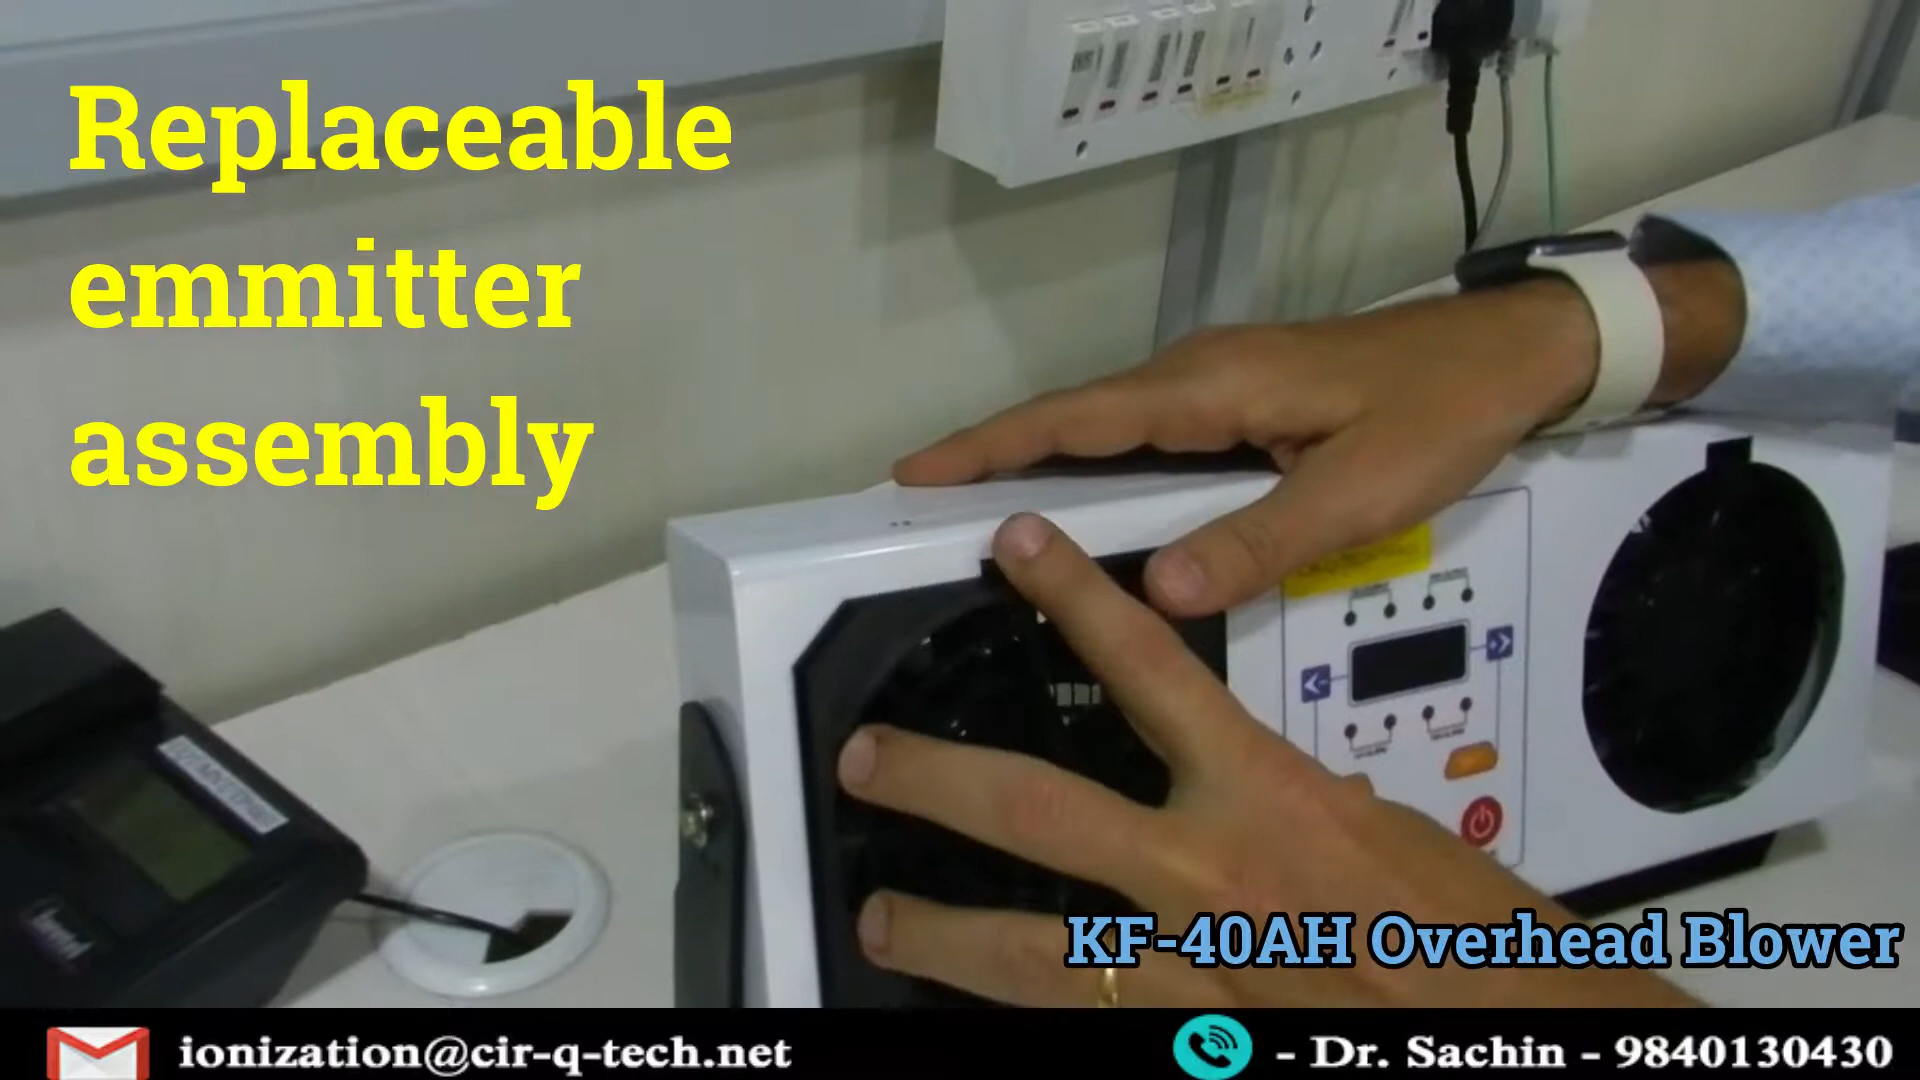 Replaceable
emmitter
assembly
KF-40AH Overhead Blower
ionization@cir-q-tech.net
- Dr. Sachin - 9840130430